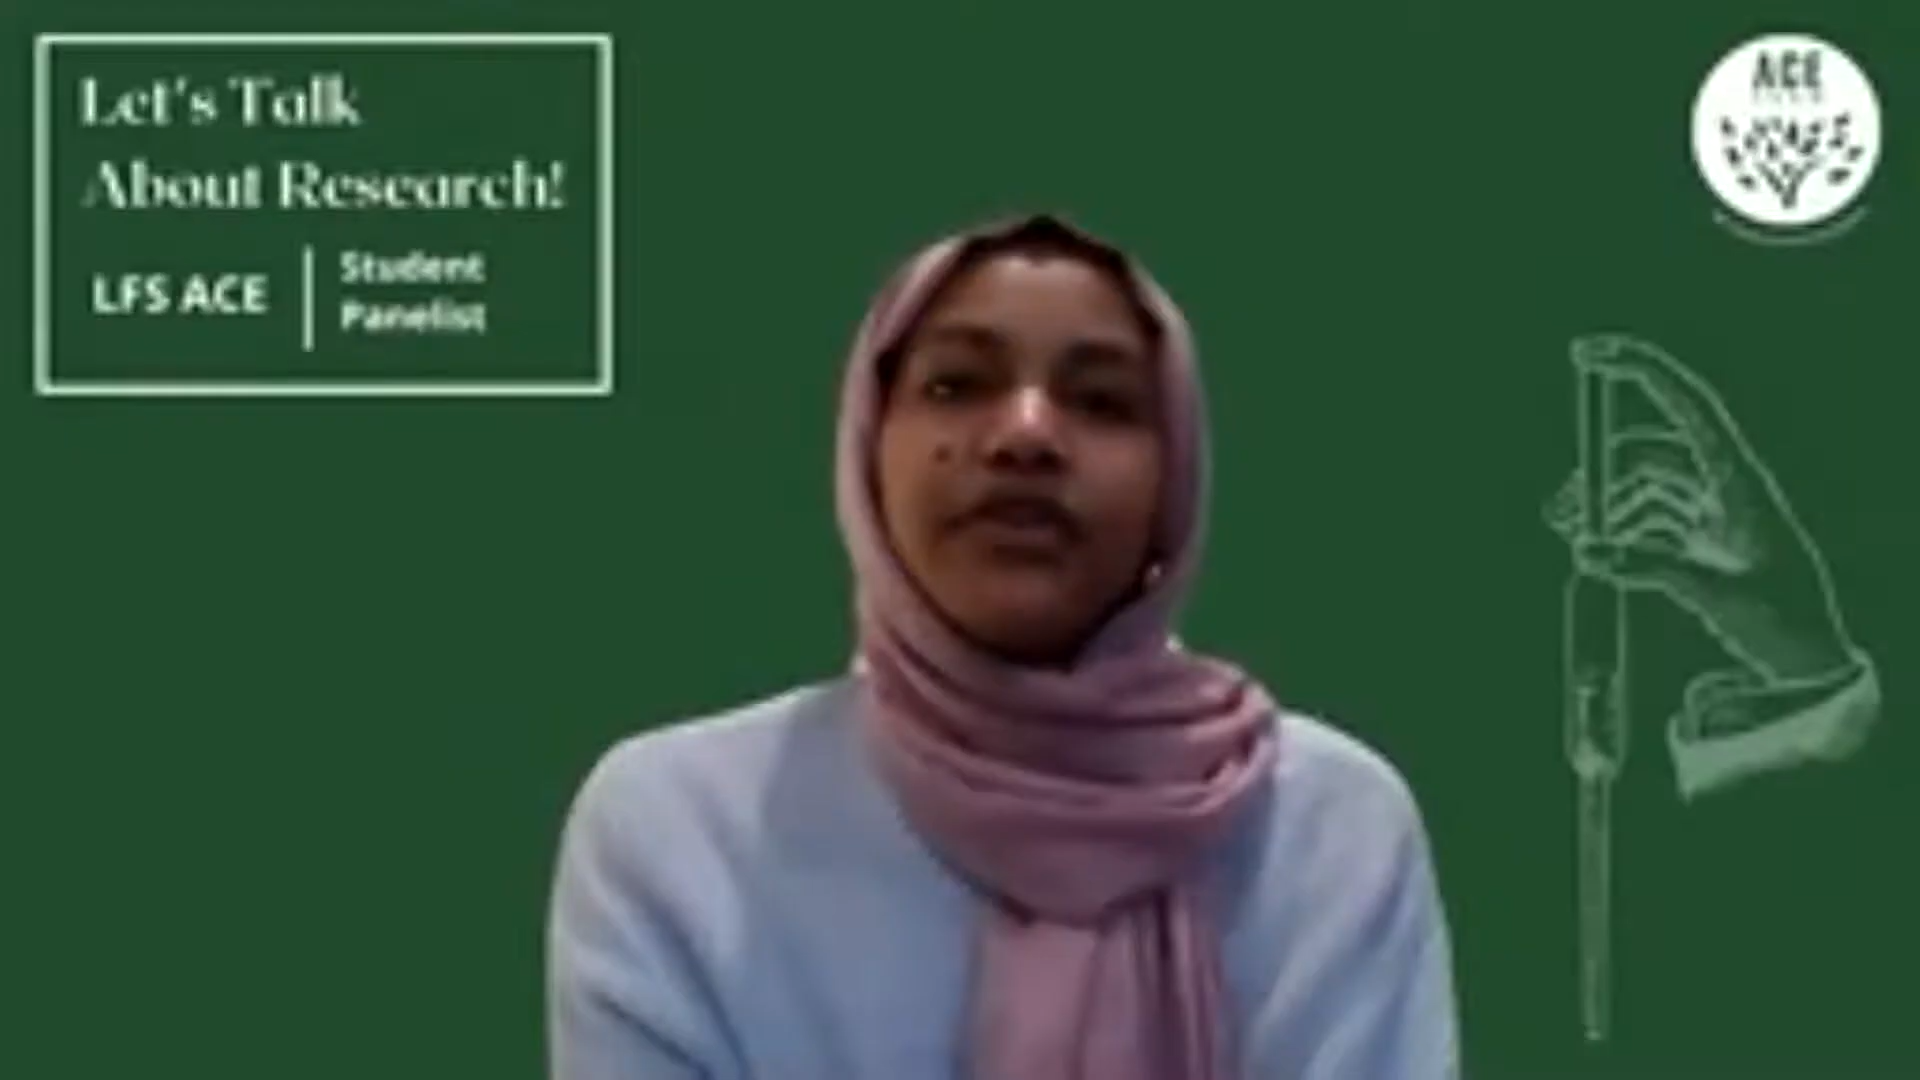 Let's Talk
About Research!
LFS ACE
Student
Panelist
ACE